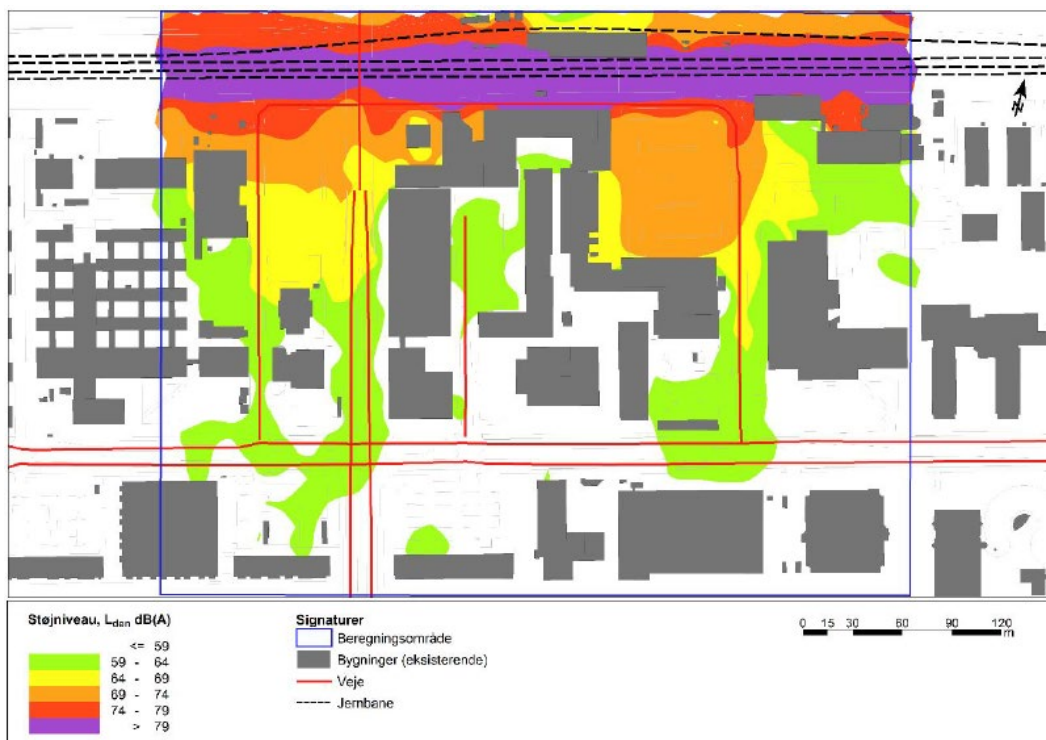 N
Støjniveau, Lden dB(A)
<= 59
59 - 64
64 - 69
69 - 74
74 - 79
> 79
Signaturer
Beregningsområde
Bygninger (eksisterende)
Veje
Jernbane
0 15 30 60 90 120
m